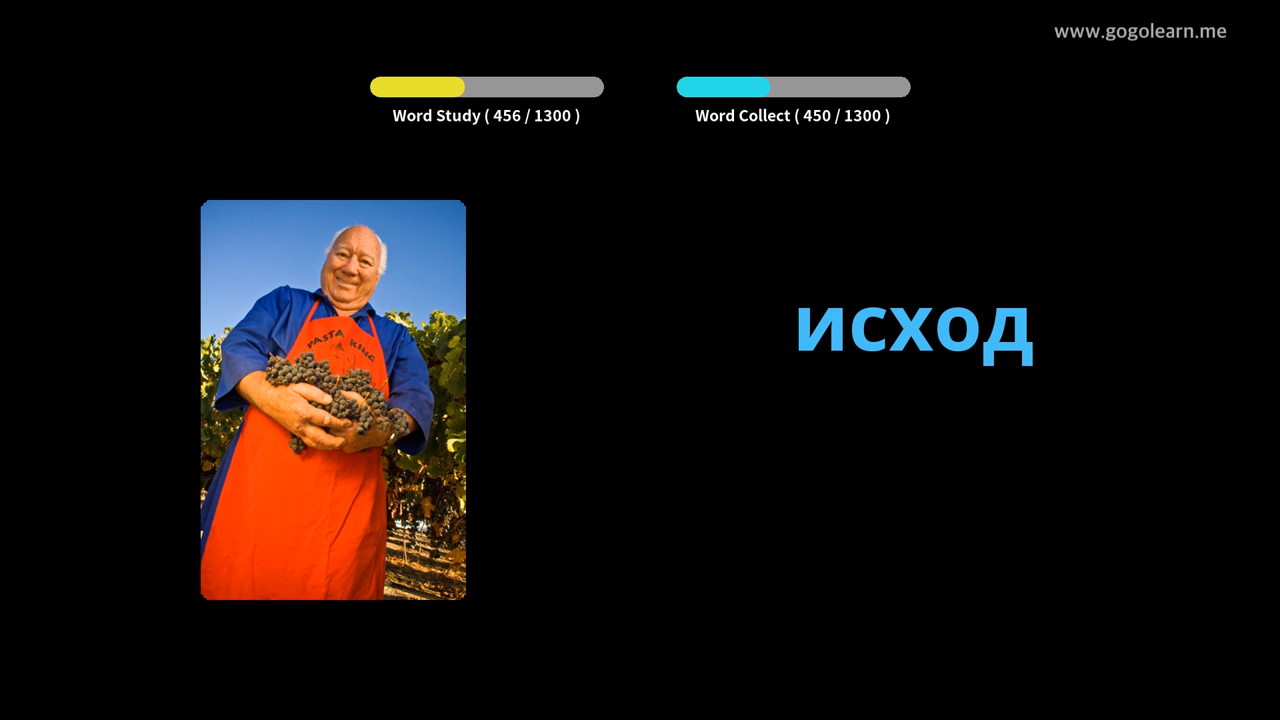 www.gogolearn.me
Word Study ( 456 / 1300 )
Word Collect ( 450 / 1300 )
PASTA KING
исход